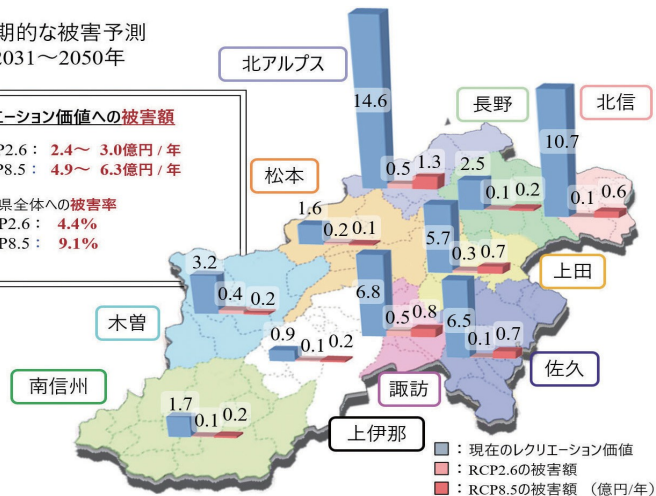 期的な被害予測
2031～2050年
エーション価値への被害額
P2.6： 2.4～ 3.0億円 / 年
P8.5： 4.9～ 6.3億円 / 年
県全体への被害率
P2.6： 4.4%
P8.5： 9.1%
北アルプス
14.6
0.5
1.3
長野
2.5
0.1
0.2
北信
10.7
0.1
0.6
松本
1.6
0.2
0.1
5.7
0.3
0.7
上田
3.2
0.4
0.2
木曽
6.8
0.5
0.8
諏訪
6.5
0.1
0.7
佐久
0.9
0.1
0.2
上伊那
南信州
1.7
0.1
0.2
：現在のレクリエーション価値
：RCP2.6の被害額
：RCP8.5の被害額 （億円/年）